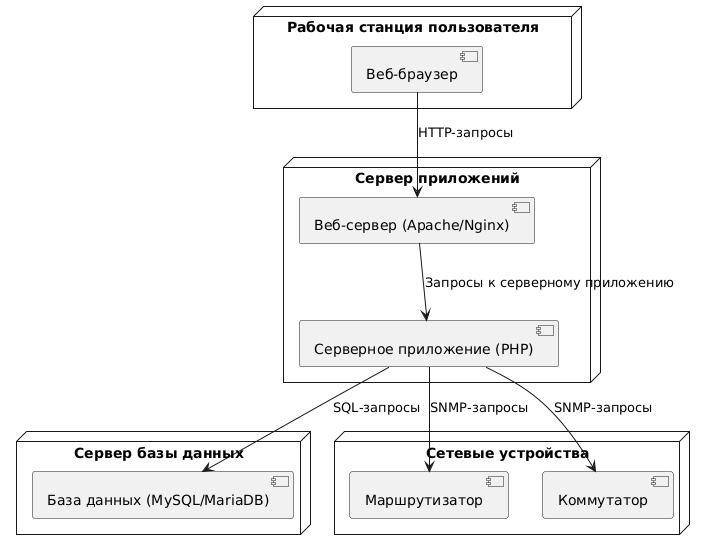 Рабочая станция пользователя
Веб-браузер
HTTP-запросы
Сервер приложений
Веб-сервер (Apache/Nginx)
Запросы к серверному приложению
Серверное приложение (PHP)
SQL-запросы
SNMP-запросы
SNMP-запросы
Сервер базы данных
Сетевые устройства
База данных (MySQL/MariaDB)
Маршрутизатор
Коммутатор